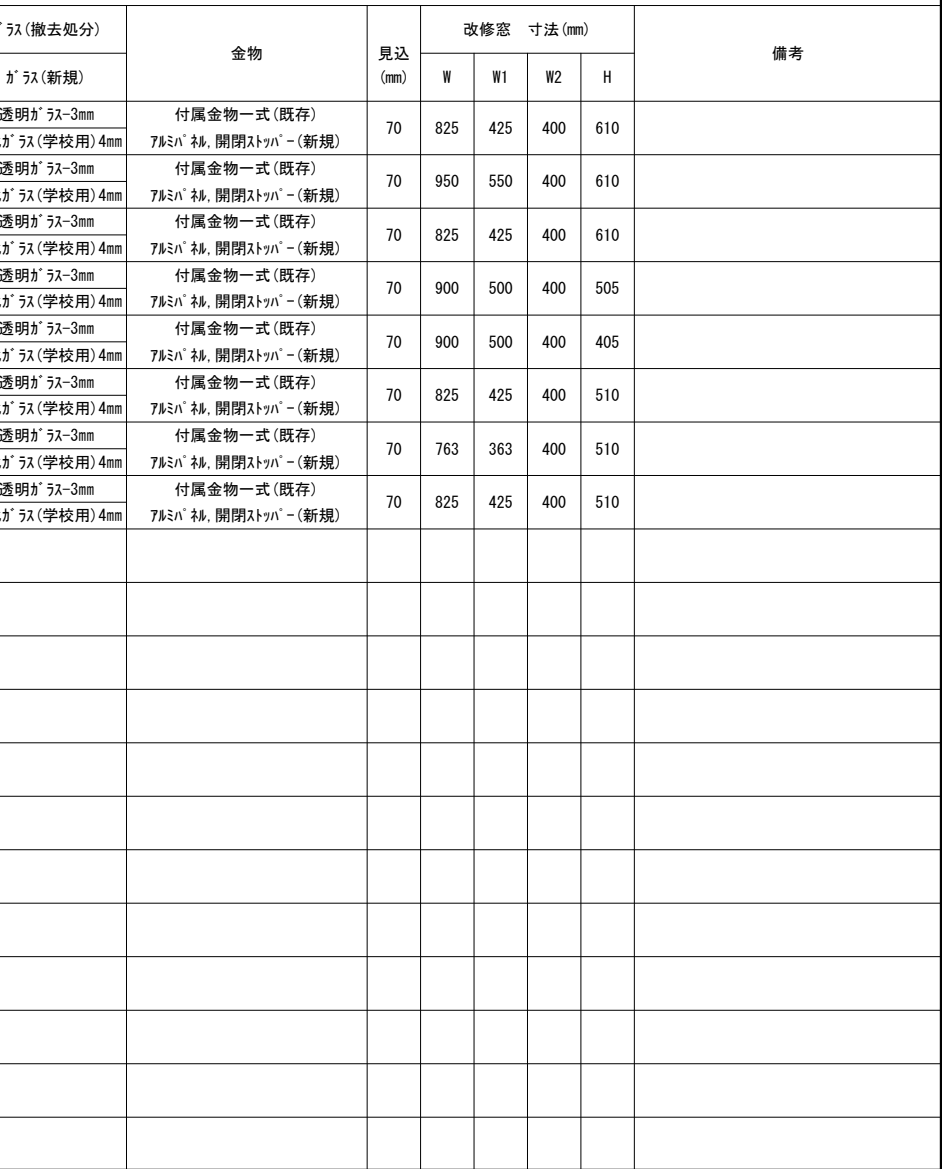 ﾗｽ(撤去処分)
ｶﾞﾗｽ(新規)
金物
見込
(mm)
改修窓 寸法(mm)
W W1 W2 H
備考
透明ｶﾞﾗｽ-3mm 付属金物一式(既存)
ｶﾞﾗｽ(学校用)4mm ｱﾙﾐﾊﾟﾈﾙ,開閉ｽﾄｯﾊﾟｰ(新規) 70 825 425 400 610
透明ｶﾞﾗｽ-3mm 付属金物一式(既存)
ｶﾞﾗｽ(学校用)4mm ｱﾙﾐﾊﾟﾈﾙ,開閉ｽﾄｯﾊﾟｰ(新規) 70 950 550 400 610
透明ｶﾞﾗｽ-3mm 付属金物一式(既存)
ｶﾞﾗｽ(学校用)4mm ｱﾙﾐﾊﾟﾈﾙ,開閉ｽﾄｯﾊﾟｰ(新規) 70 825 425 400 610
透明ｶﾞﾗｽ-3mm 付属金物一式(既存)
ｶﾞﾗｽ(学校用)4mm ｱﾙﾐﾊﾟﾈﾙ,開閉ｽﾄｯﾊﾟｰ(新規) 70 900 500 400 505
透明ｶﾞﾗｽ-3mm 付属金物一式(既存)
ｶﾞﾗｽ(学校用)4mm ｱﾙﾐﾊﾟﾈﾙ,開閉ｽﾄｯﾊﾟｰ(新規) 70 900 500 400 405
透明ｶﾞﾗｽ-3mm 付属金物一式(既存)
ｶﾞﾗｽ(学校用)4mm ｱﾙﾐﾊﾟﾈﾙ,開閉ｽﾄｯﾊﾟｰ(新規) 70 825 425 400 510
透明ｶﾞﾗｽ-3mm 付属金物一式(既存)
ｶﾞﾗｽ(学校用)4mm ｱﾙﾐﾊﾟﾈﾙ,開閉ｽﾄｯﾊﾟｰ(新規) 70 763 363 400 510
透明ｶﾞﾗｽ-3mm 付属金物一式(既存)
ｶﾞﾗｽ(学校用)4mm ｱﾙﾐﾊﾟﾈﾙ,開閉ｽﾄｯﾊﾟｰ(新規) 70 825 425 400 510